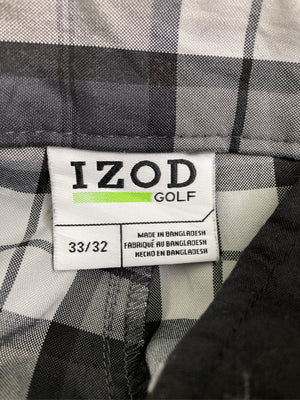 IZOD
GOLF
33/32
MADE IN BANGLADESH
FABRIQUÉ AU BANGLADESH
HECHO EN BANGLADESH